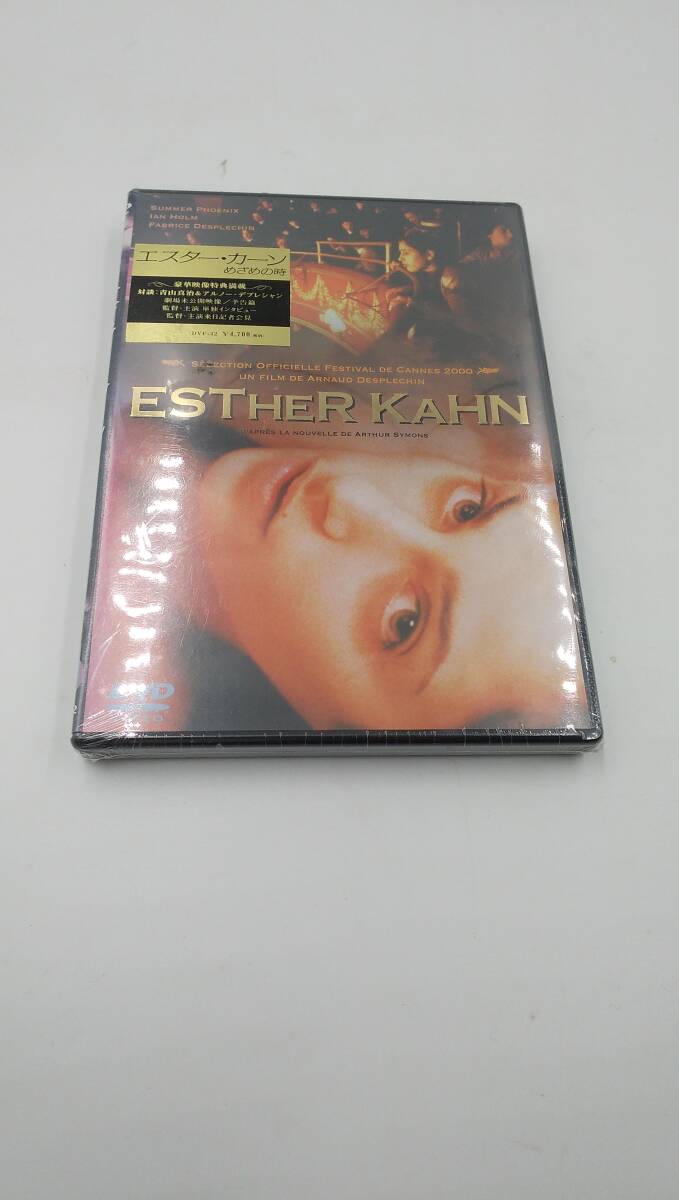 SUMMER PHOENIX
IAN HOLM
FABRICE DESPLECHIN
エスター・カーン
めざめの時
豪華映像特典満載
対談：青山真治&アルノー・デプレシャン
劇場未公開映像／予告篇
監督・主演 単独インタビュー
監督・主演来日記者会見
¥4,700
SÉLECTION OFFICIELLE FESTIVAL DE CANNES 2000
UN FILM DE ARNAUD DESPLECHIN
ESTHER KAHN
D'APRÈS LA NOUVELLE DE ARTHUR SYMONS
DVD